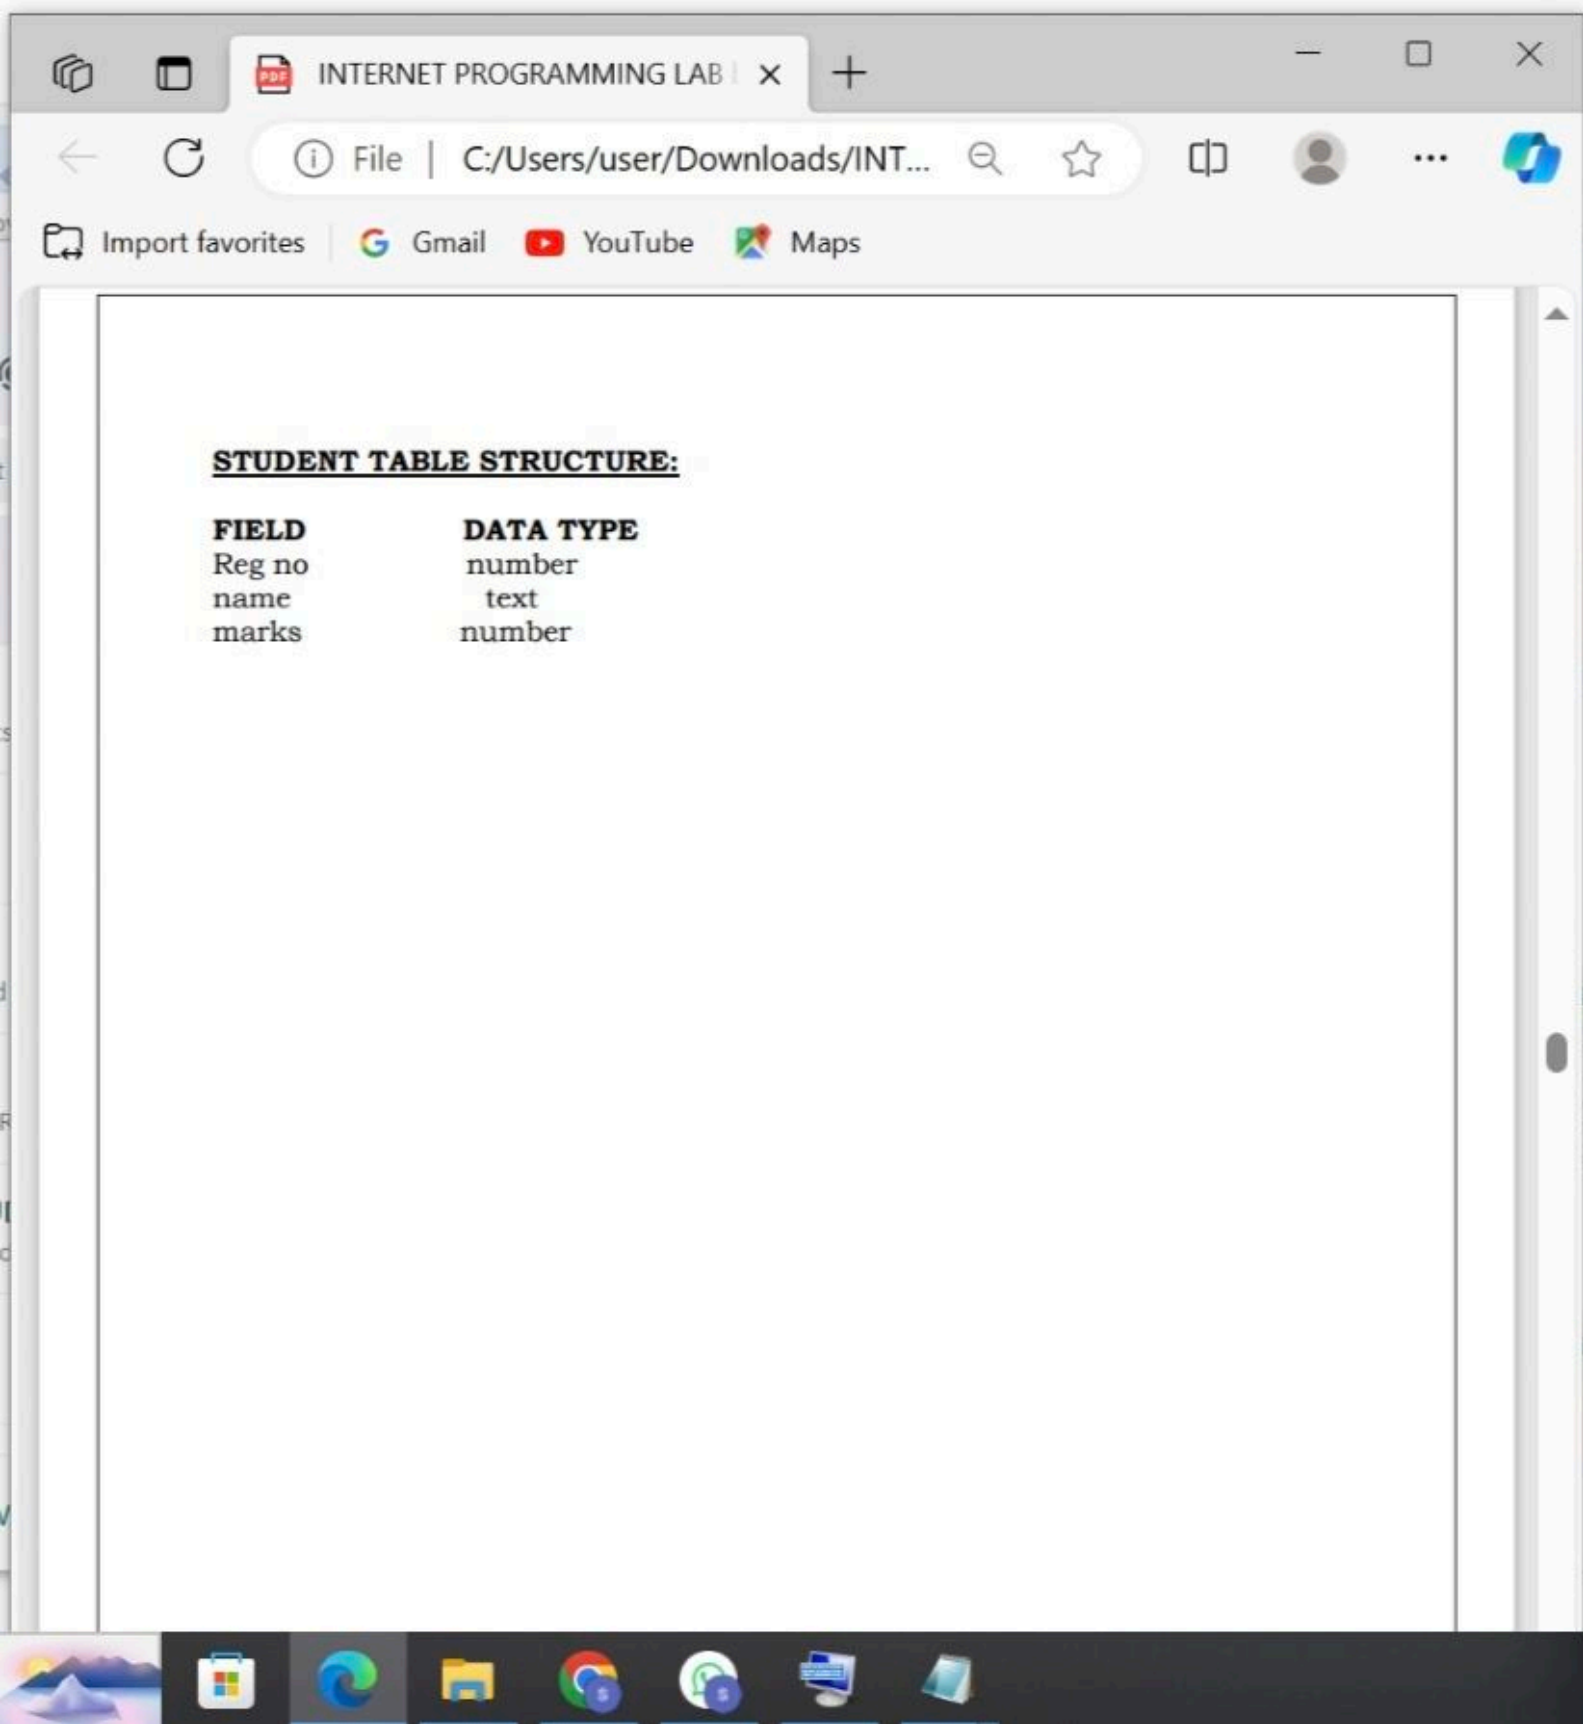 INTERNET PROGRAMMING LAB
File | C:/Users/user/Downloads/INT...
Import favorites Gmail YouTube Maps
STUDENT TABLE STRUCTURE:
FIELD DATA TYPE
Reg no number
name text
marks number